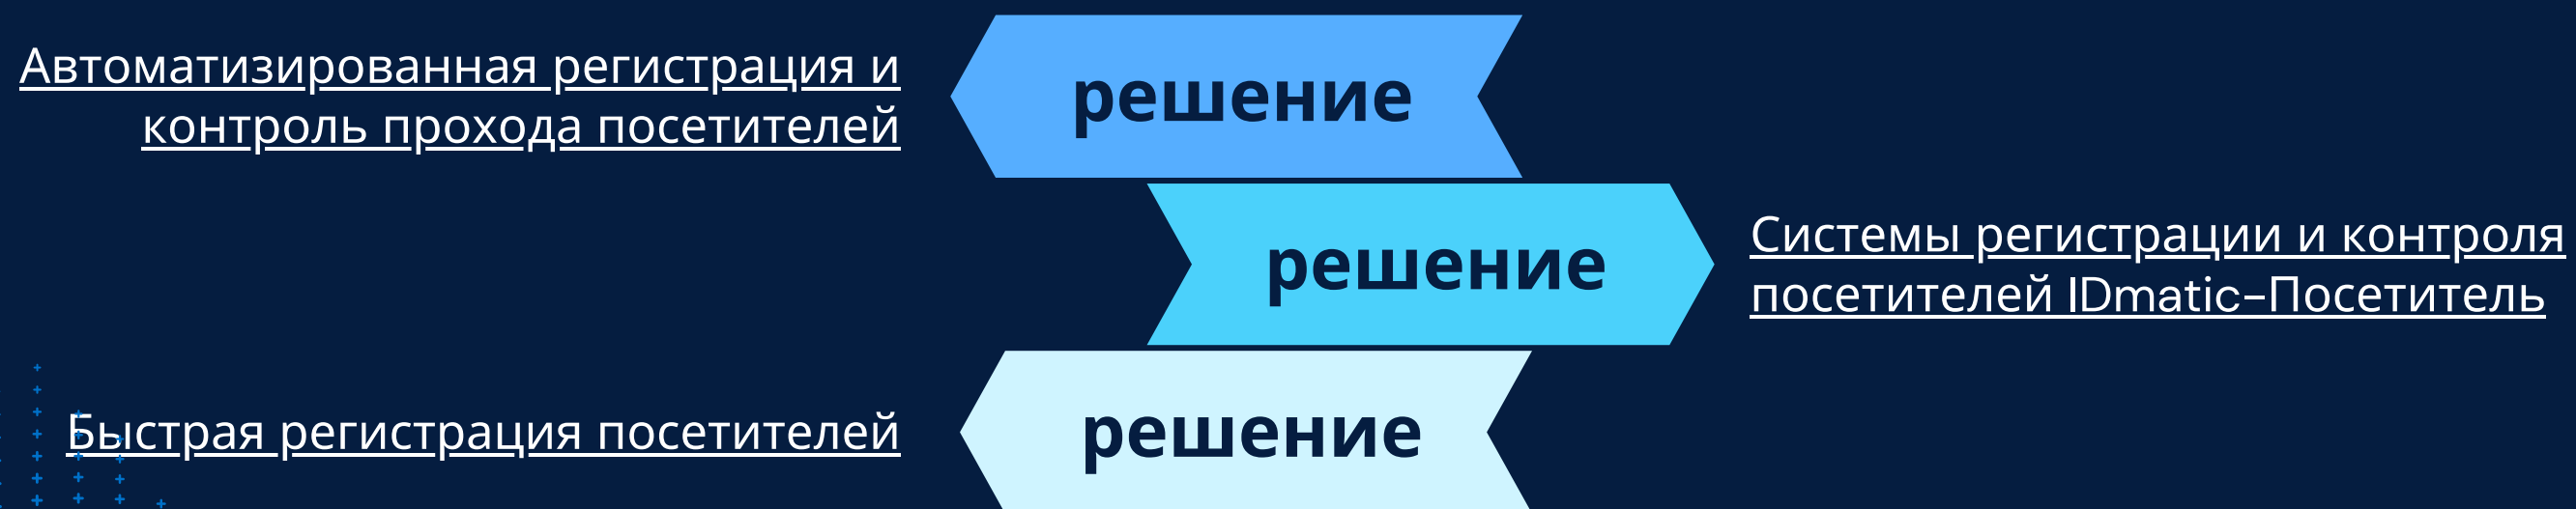 Автоматизированная регистрация и
контроль прохода посетителей
решение
решение
Системы регистрации и контроля
посетителей IDmatic-Посетитель
Быстрая регистрация посетителей
решение